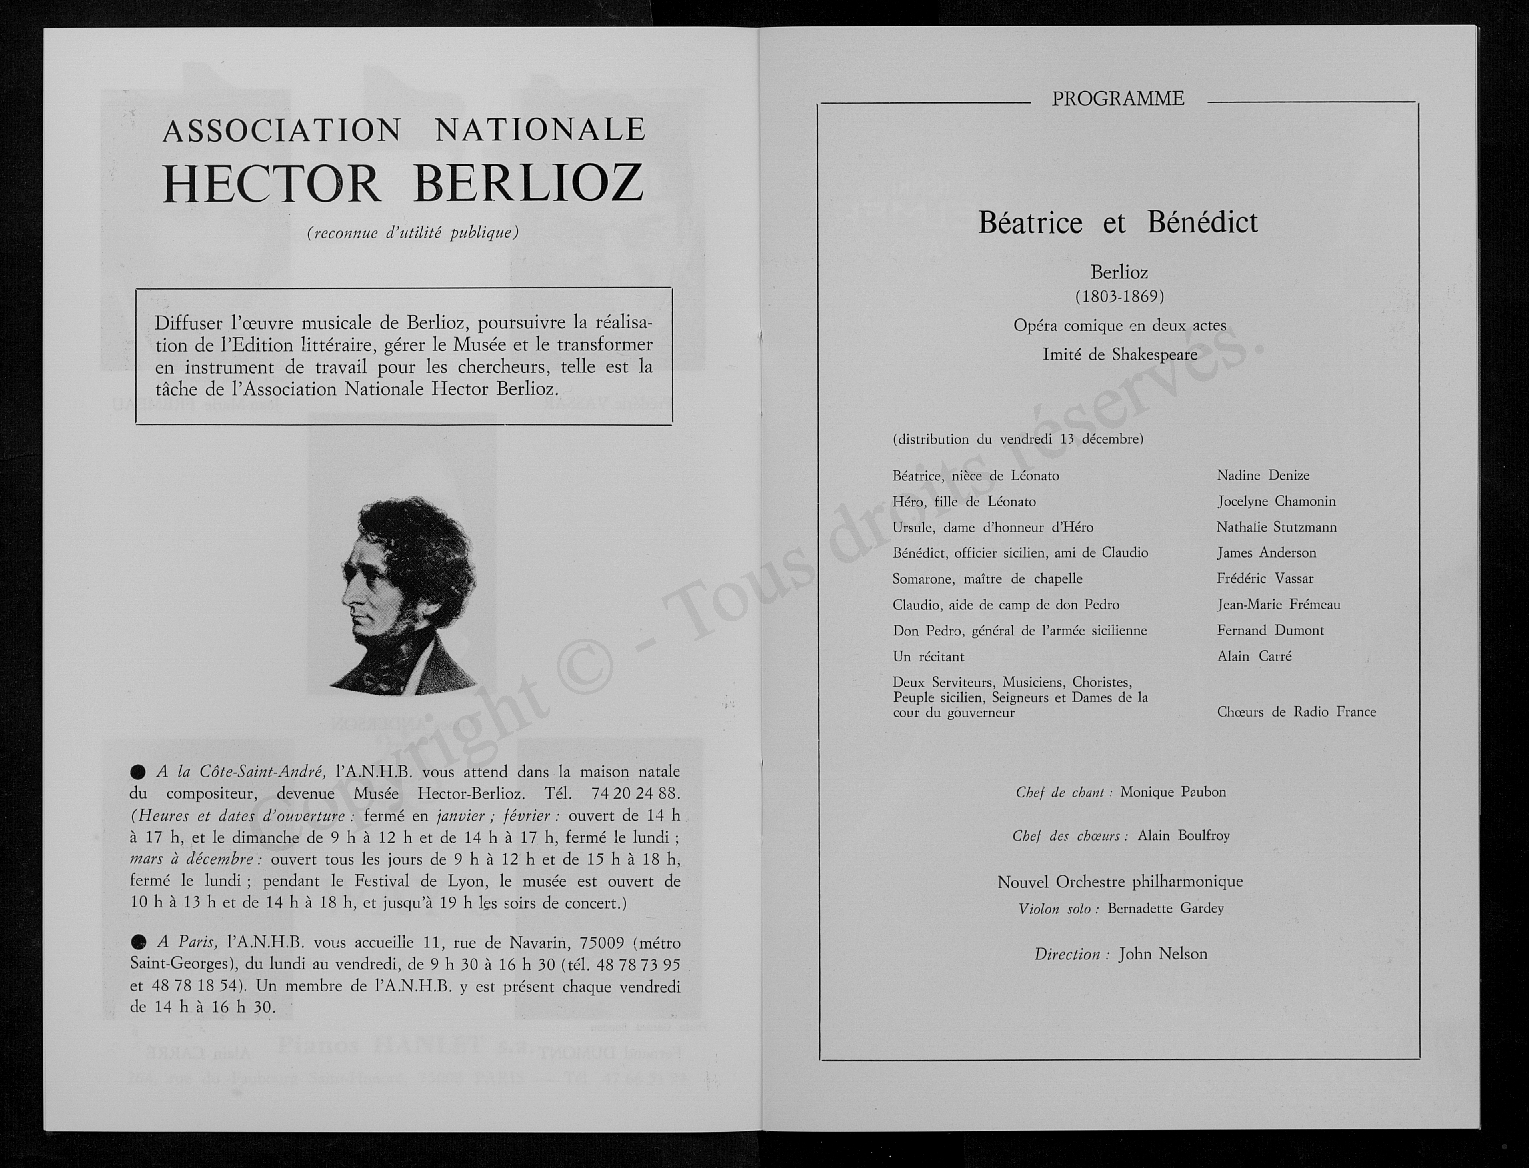 ASSOCIATION NATIONALE
HECTOR BERLIOZ
(reconnue d'utilité publique)
Diffuser l'œuvre musicale de Berlioz, poursuivre la réalisa-
tion de l'Edition littéraire, gérer le Musée et le transformer
en instrument de travail pour les chercheurs, telle est la
tâche de l'Association Nationale Hector Berlioz.
● A la Côte-Saint-André, l'A.N.H.B. vous attend dans la maison natale
du compositeur, devenue Musée Hector-Berlioz. Tél. 74 20 24 88.
(Heures et dates d'ouverture : fermé en janvier ; février : ouvert de 14 h
à 17 h, et le dimanche de 9 h à 12 h et de 14 h à 17 h, fermé le lundi ;
mars à décembre : ouvert tous les jours de 9 h à 12 h et de 15 h à 18 h,
fermé le lundi ; pendant le Festival de Lyon, le musée est ouvert de
10 h à 13 h et de 14 h à 18 h, et jusqu'à 19 h les soirs de concert.)
● A Paris, l'A.N.H.B. vous accueille 11, rue de Navarin, 75009 (métro
Saint-Georges), du lundi au vendredi, de 9 h 30 à 16 h 30 (tél. 48 78 73 95
et 48 78 18 54). Un membre de l'A.N.H.B. y est présent chaque vendredi
de 14 h à 16 h 30.
PROGRAMME
Béatrice et Bénédict
Berlioz
(1803-1869)
Opéra comique en deux actes
Imité de Shakespeare
(distribution du vendredi 13 décembre)
Béatrice, nièce de Léonato Nadine Denize
Héro, fille de Léonato Jocelyne Chamonin
Ursule, dame d'honneur d'Héro Nathalie Stutzmann
Bénédict, officier sicilien, ami de Claudio James Anderson
Somarone, maître de chapelle Frédéric Vassar
Claudio, aide de camp de don Pedro Jean-Marie Frémeau
Don Pedro, général de l'armée sicilienne Fernand Dumont
Un récitant Alain Carré
Deux Serviteurs, Musiciens, Choristes,
Peuple sicilien, Seigneurs et Dames de la
cour du gouverneur Chœurs de Radio France
Chef de chant : Monique Paubon
Chef des chœurs : Alain Boulfroy
Nouvel Orchestre philharmonique
Violon solo : Bernadette Gardey
Direction : John Nelson
Copyright © - Tous droits réservés.